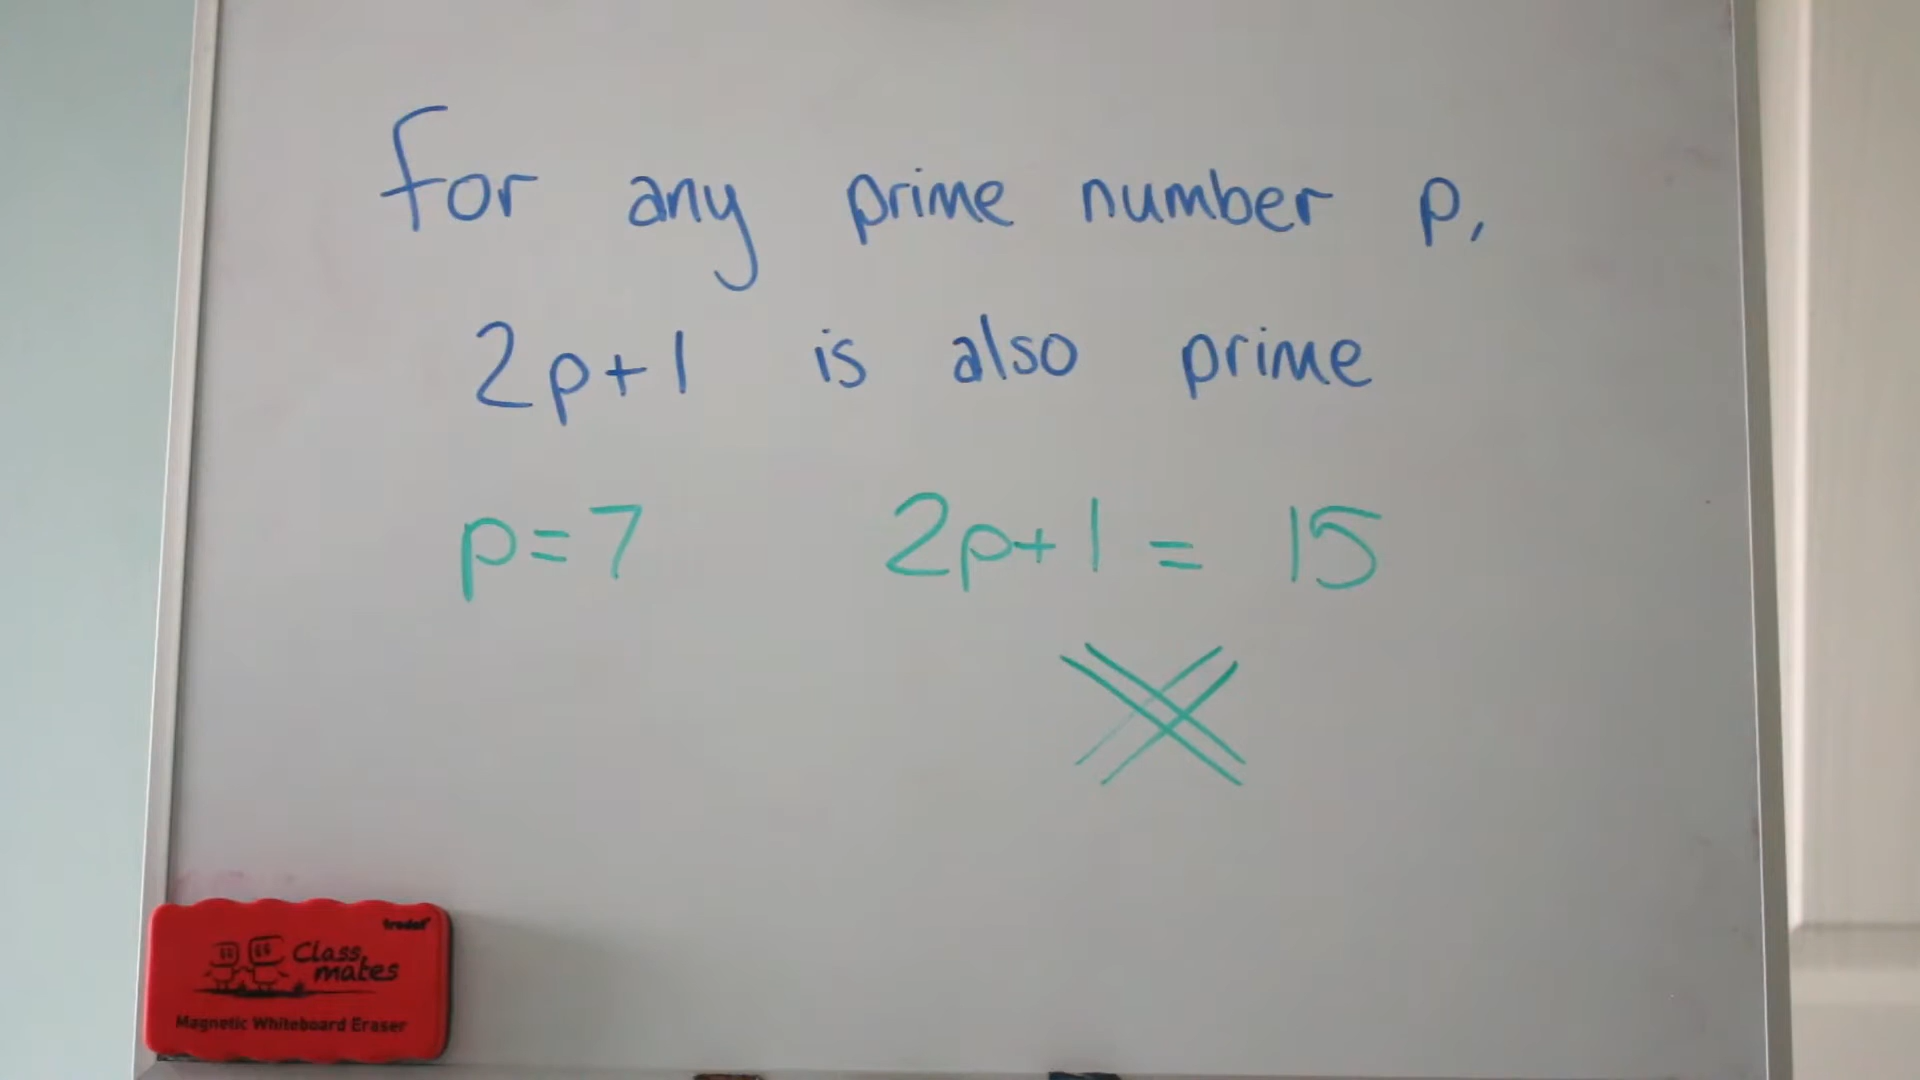 For any prime number p,
2p+1 is also prime
p=7 2p+1 = 15
Class
mates
Magnetic Whiteboard Eraser